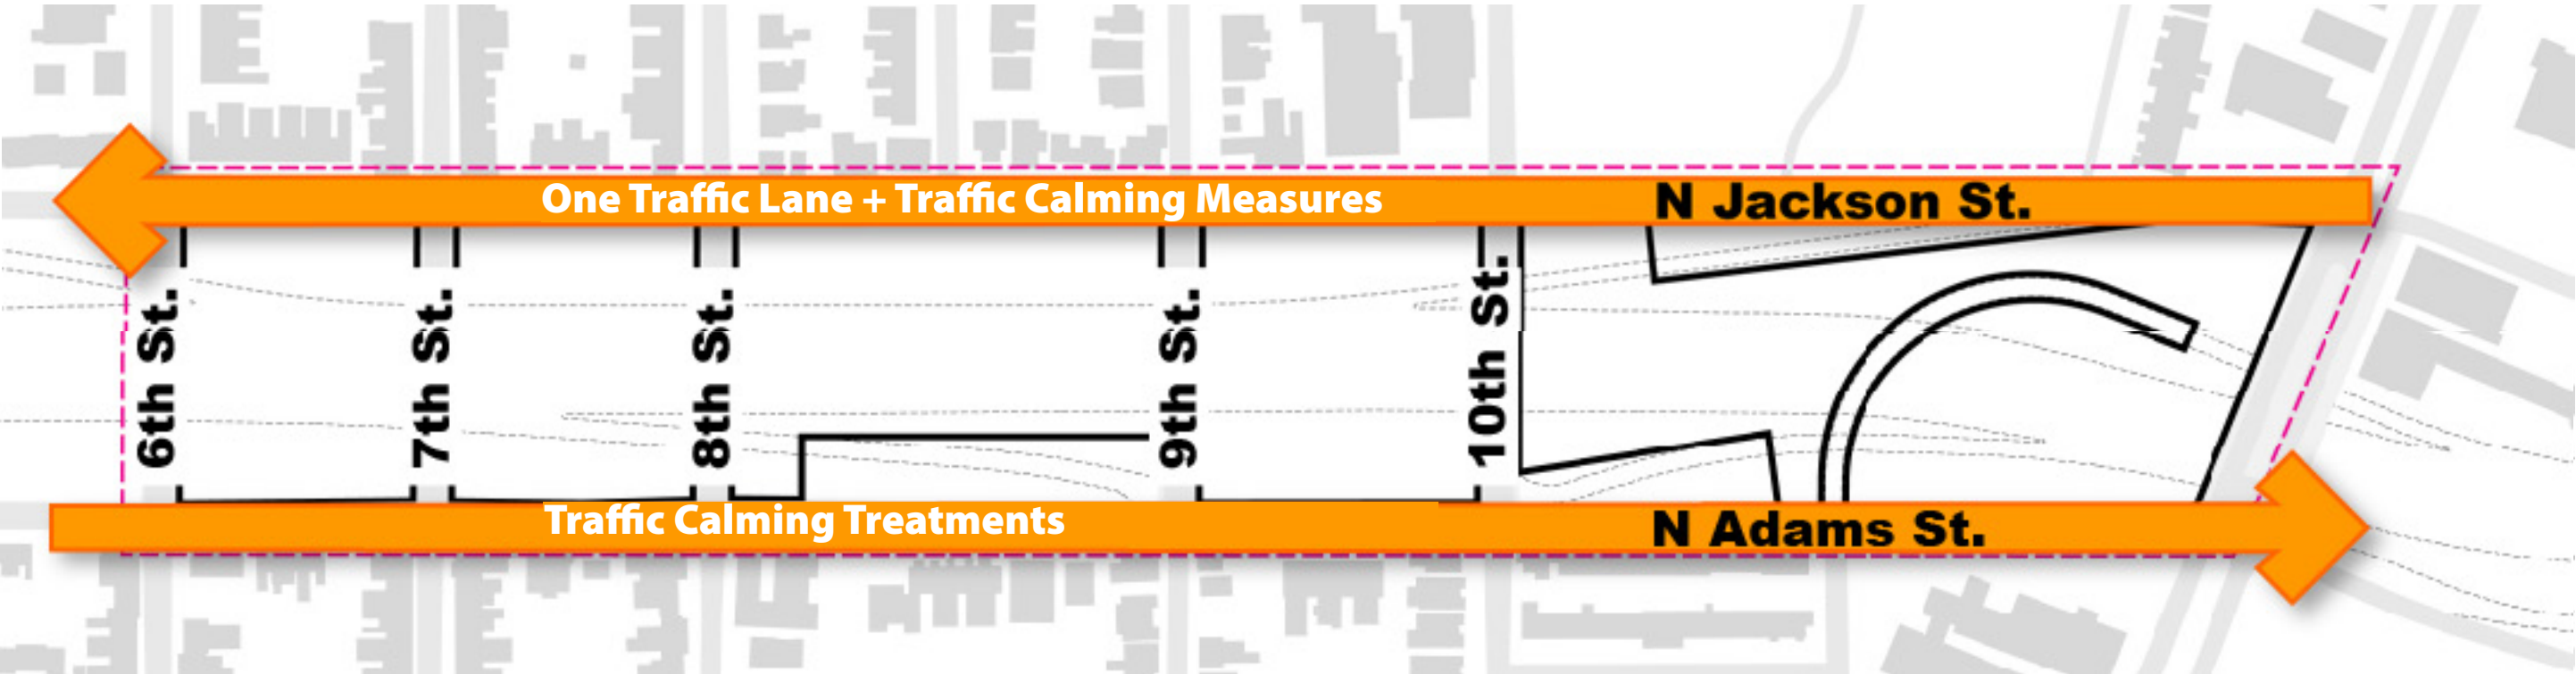 One Traffic Lane + Traffic Calming Measures
N Jackson St.
6th St.
7th St.
8th St.
9th St.
10th St.
Traffic Calming Treatments
N Adams St.